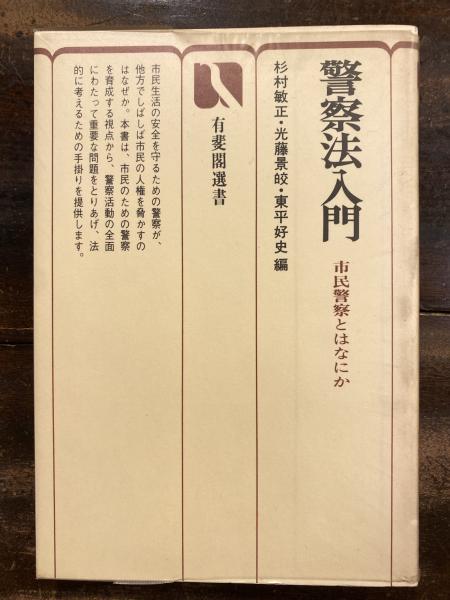 警察法入門
市民警察とはなにか
杉村敏正・光藤景皎・東平好史 編
有斐閣選書
市民生活の安全を守るための警察が、
他方でしばしば市民の人権を脅かすの
はなぜか。本書は、市民のための警察
を育成する視点から、警察活動の全面
にわたって重要な問題をとりあげ、法
的に考えるための手掛りを提供します。